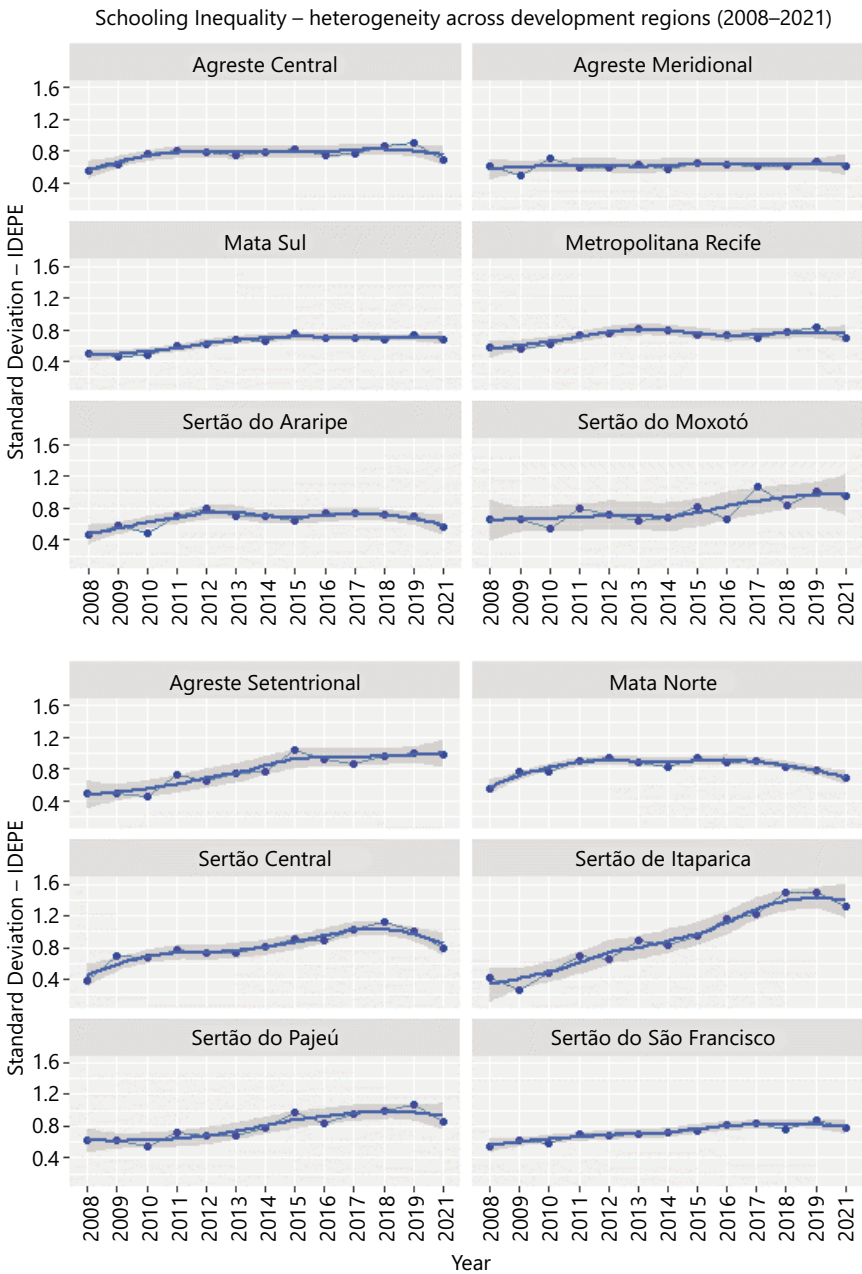 Schooling Inequality – heterogeneity across development regions (2008–2021)
Agreste Central
Agreste Meridional
1.6
1.2
0.8
0.4
Mata Sul
Metropolitana Recife
1.6
1.2
0.8
0.4
Sertão do Araripe
Sertão do Moxotó
1.6
1.2
0.8
0.4
Standard Deviation – IDEPE
2008 2009 2010 2011 2012 2013 2014 2015 2016 2017 2018 2019 2021
2008 2009 2010 2011 2012 2013 2014 2015 2016 2017 2018 2019 2021
Agreste Setentrional
Mata Norte
1.6
1.2
0.8
0.4
Sertão Central
Sertão de Itaparica
1.6
1.2
0.8
0.4
Sertão do Pajeú
Sertão do São Francisco
1.6
1.2
0.8
0.4
Standard Deviation – IDEPE
2008 2009 2010 2011 2012 2013 2014 2015 2016 2017 2018 2019 2021
2008 2009 2010 2011 2012 2013 2014 2015 2016 2017 2018 2019 2021
Year